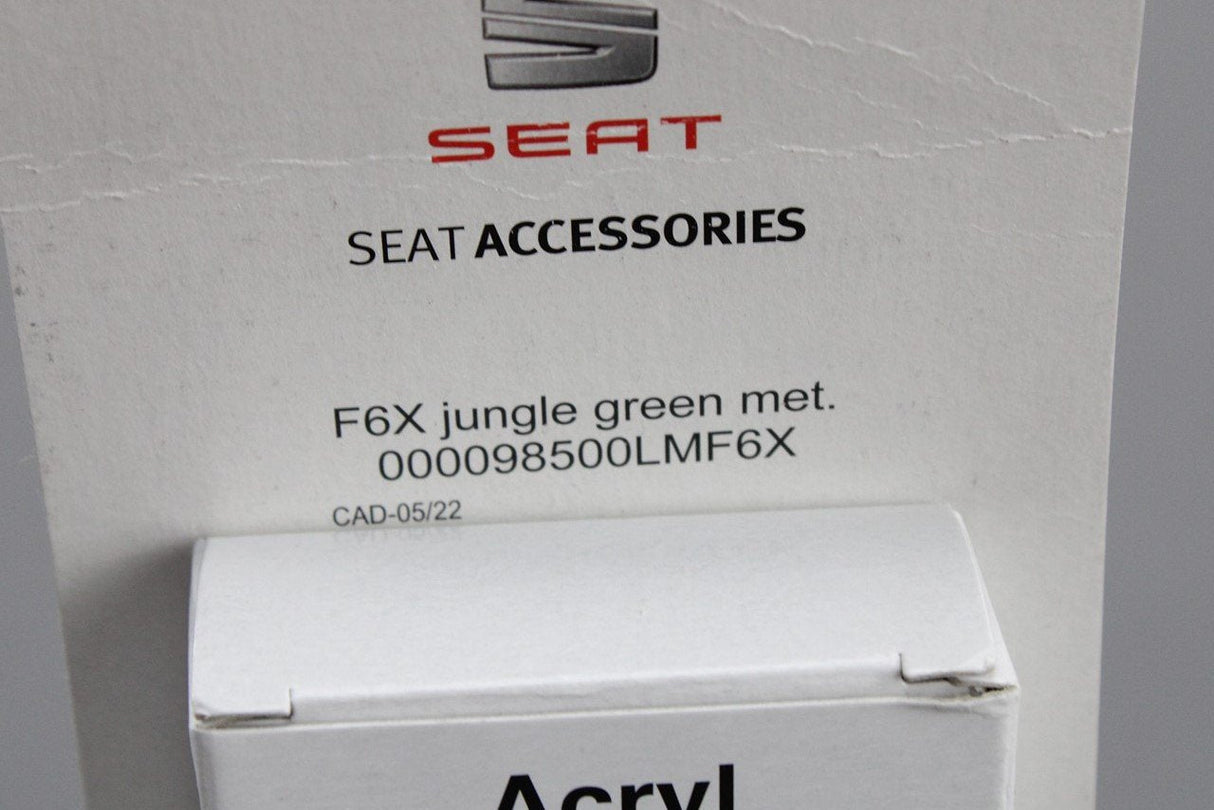 SEAT
SEAT ACCESSORIES
F6X jungle green met.
000098500LMF6X
CAD-05/22
Acryl